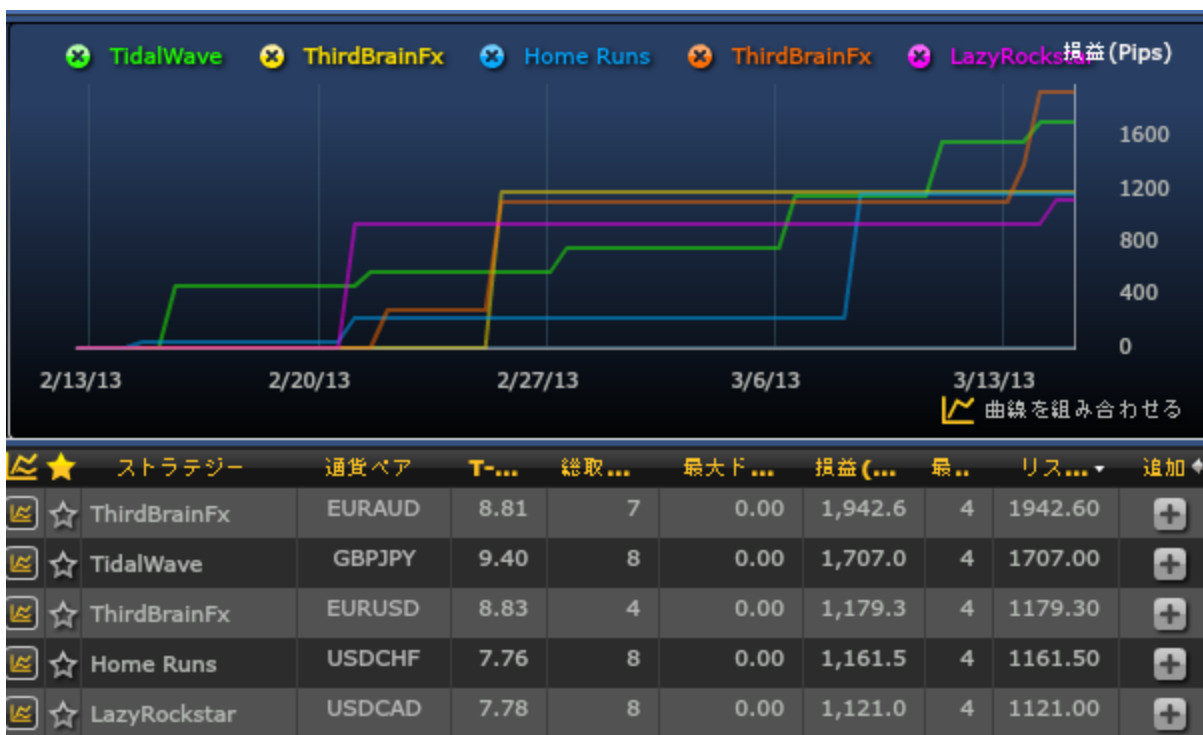 TidalWave ThirdBrainFx Home Runs ThirdBrainFx LazyRockstar 損益(Pips)
1600
1200
800
400
0
2/13/13 2/20/13 2/27/13 3/6/13 3/13/13
曲線を組み合わせる
ストラテジー 通貨ペア T-... 総取... 最大ド... 損益(... 最.. リス... 追加
ThirdBrainFx EURAUD 8.81 7 0.00 1,942.6 4 1942.60
TidalWave GBPJPY 9.40 8 0.00 1,707.0 4 1707.00
ThirdBrainFx EURUSD 8.83 4 0.00 1,179.3 4 1179.30
Home Runs USDCHF 7.76 8 0.00 1,161.5 4 1161.50
LazyRockstar USDCAD 7.78 8 0.00 1,121.0 4 1121.00